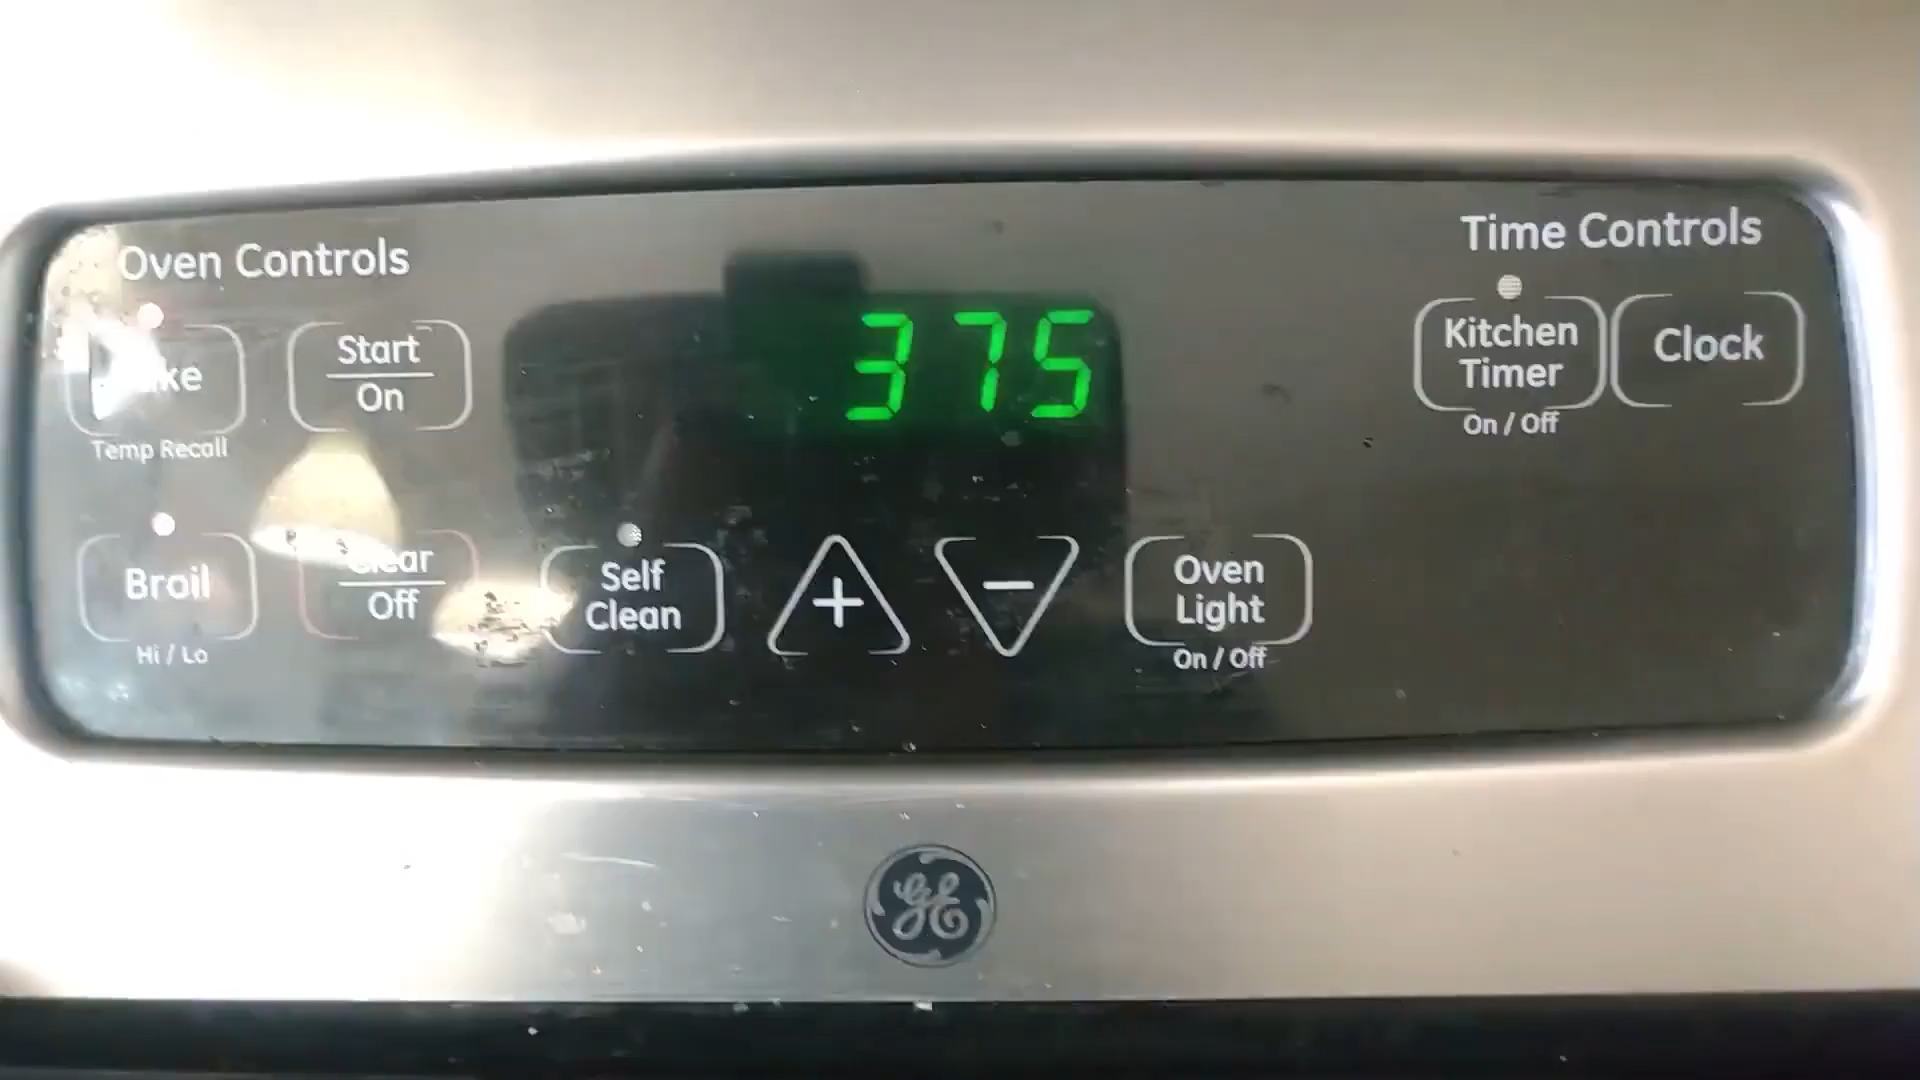 Oven Controls
Time Controls
375
Start
On
Kitchen
Timer
On / Off
Clock
Temp Recall
Broil
Hi / Lo
Off
Self
Clean
+
−
Oven
Light
On / Off
GE